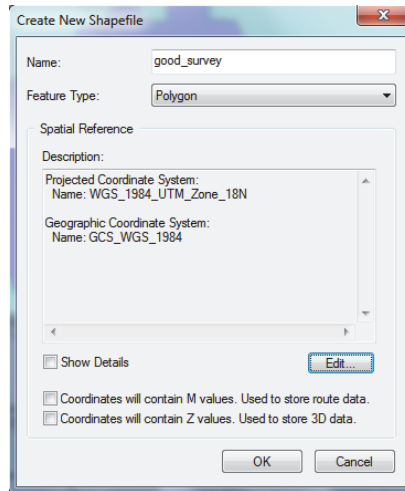 Create New Shapefile
Name: good_survey
Feature Type: Polygon
Spatial Reference
Description:
Projected Coordinate System:
Name: WGS_1984_UTM_Zone_18N
Geographic Coordinate System:
Name: GCS_WGS_1984
Show Details Edit...
Coordinates will contain M values. Used to store route data.
Coordinates will contain Z values. Used to store 3D data.
OK Cancel